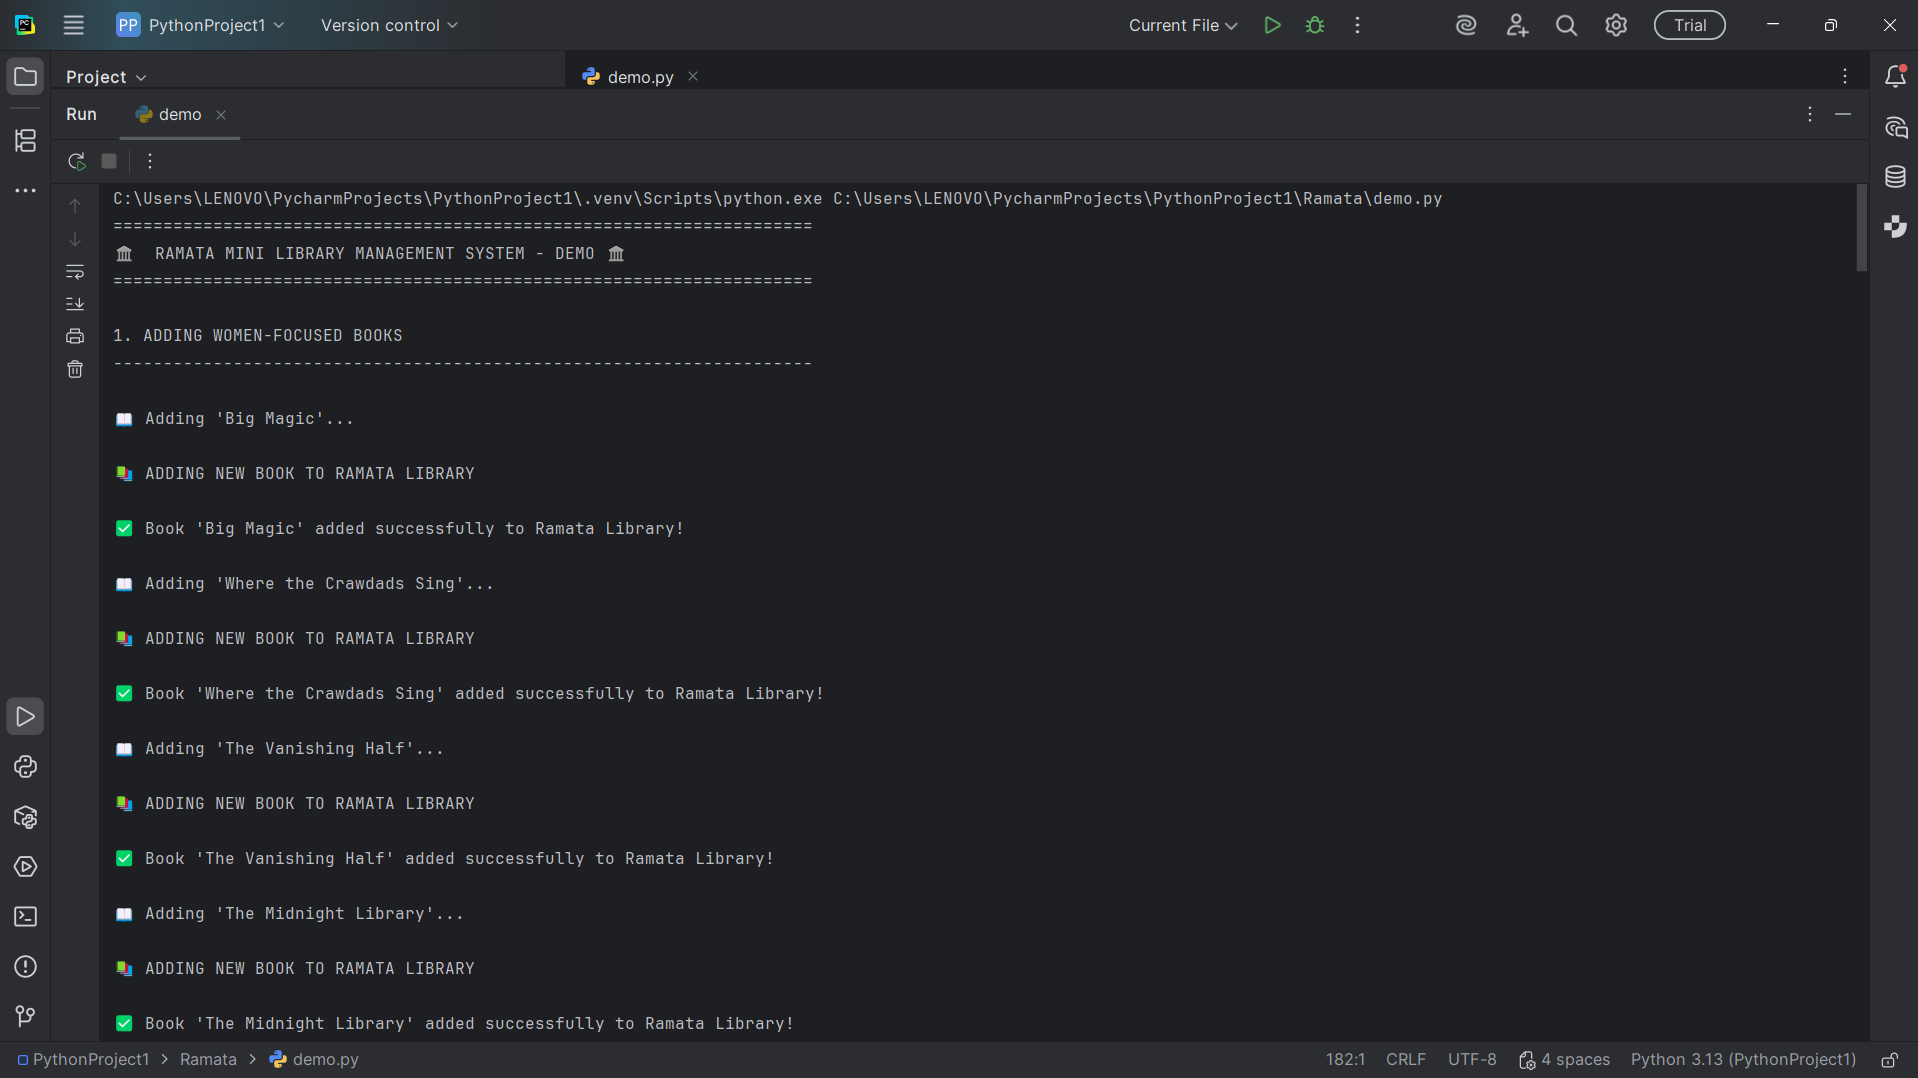 PC
PP PythonProject1 Version control Current File Trial
Project demo.py
Run demo
C:\Users\LENOVO\PycharmProjects\PythonProject1\.venv\Scripts\python.exe C:\Users\LENOVO\PycharmProjects\PythonProject1\Ramata\demo.py
======================================================================
🏛️ RAMATA MINI LIBRARY MANAGEMENT SYSTEM - DEMO 🏛️
======================================================================
1. ADDING WOMEN-FOCUSED BOOKS
----------------------------------------------------------------------
📖 Adding 'Big Magic'...
📚 ADDING NEW BOOK TO RAMATA LIBRARY
✅ Book 'Big Magic' added successfully to Ramata Library!
📖 Adding 'Where the Crawdads Sing'...
📚 ADDING NEW BOOK TO RAMATA LIBRARY
✅ Book 'Where the Crawdads Sing' added successfully to Ramata Library!
📖 Adding 'The Vanishing Half'...
📚 ADDING NEW BOOK TO RAMATA LIBRARY
✅ Book 'The Vanishing Half' added successfully to Ramata Library!
📖 Adding 'The Midnight Library'...
📚 ADDING NEW BOOK TO RAMATA LIBRARY
✅ Book 'The Midnight Library' added successfully to Ramata Library!
PythonProject1 > Ramata > demo.py 182:1 CRLF UTF-8 4 spaces Python 3.13 (PythonProject1)